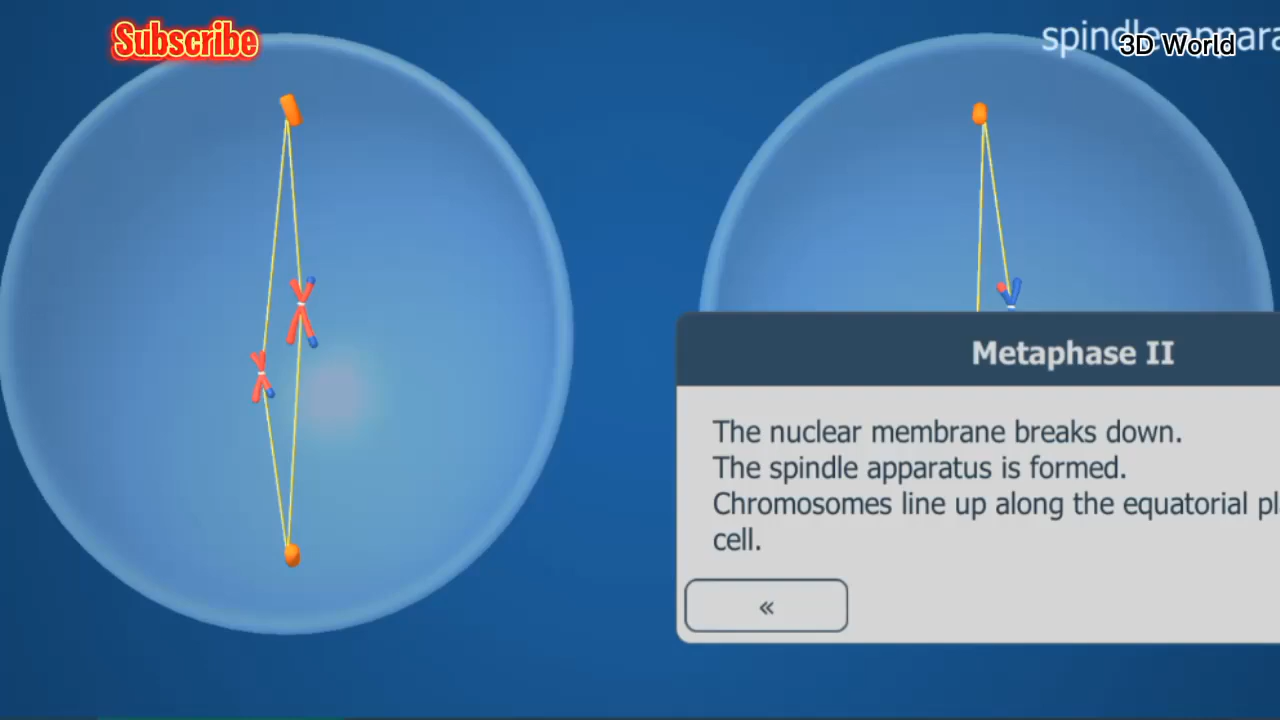 Subscribe
spindle
3D World
Metaphase II
The nuclear membrane breaks down.
The spindle apparatus is formed.
Chromosomes line up along the equatorial
cell.
«